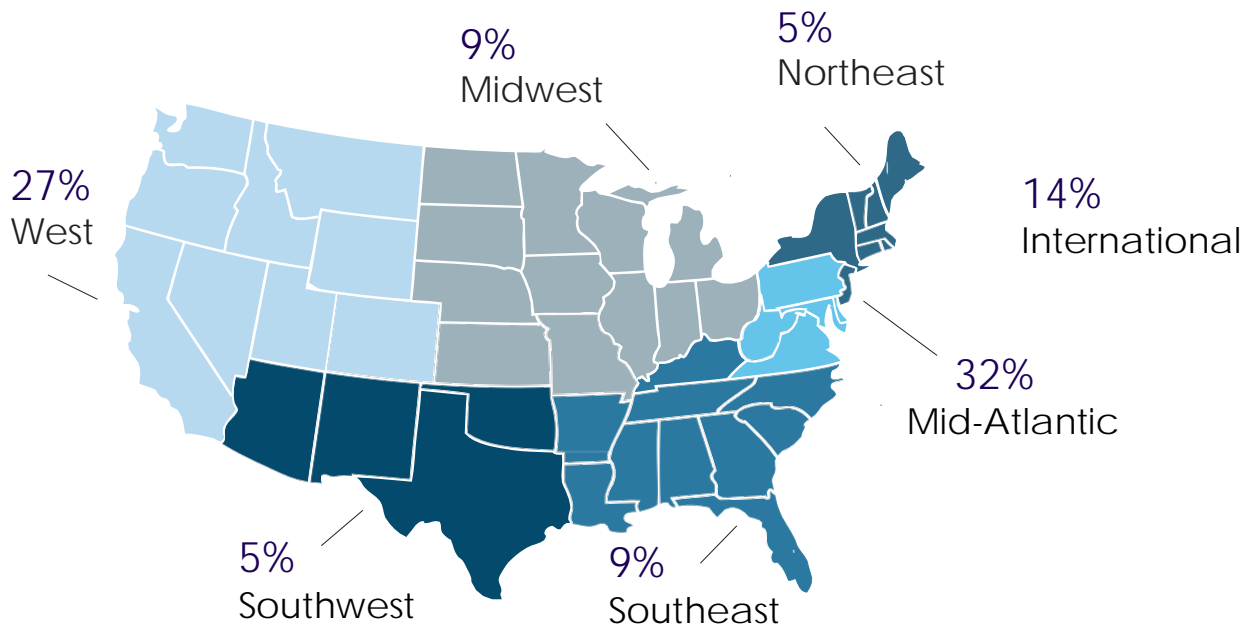 5%
Northeast
9%
Midwest
27%
West
14%
International
32%
Mid-Atlantic
5%
Southwest
9%
Southeast